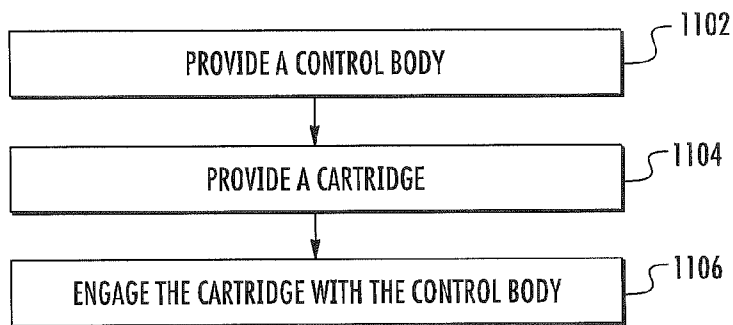 1102
PROVIDE A CONTROL BODY
1104
PROVIDE A CARTRIDGE
1106
ENGAGE THE CARTRIDGE WITH THE CONTROL BODY